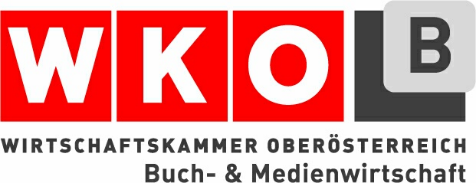 WKO B
WIRTSCHAFTSKAMMER OBERÖSTERREICH
Buch- & Medienwirtschaft